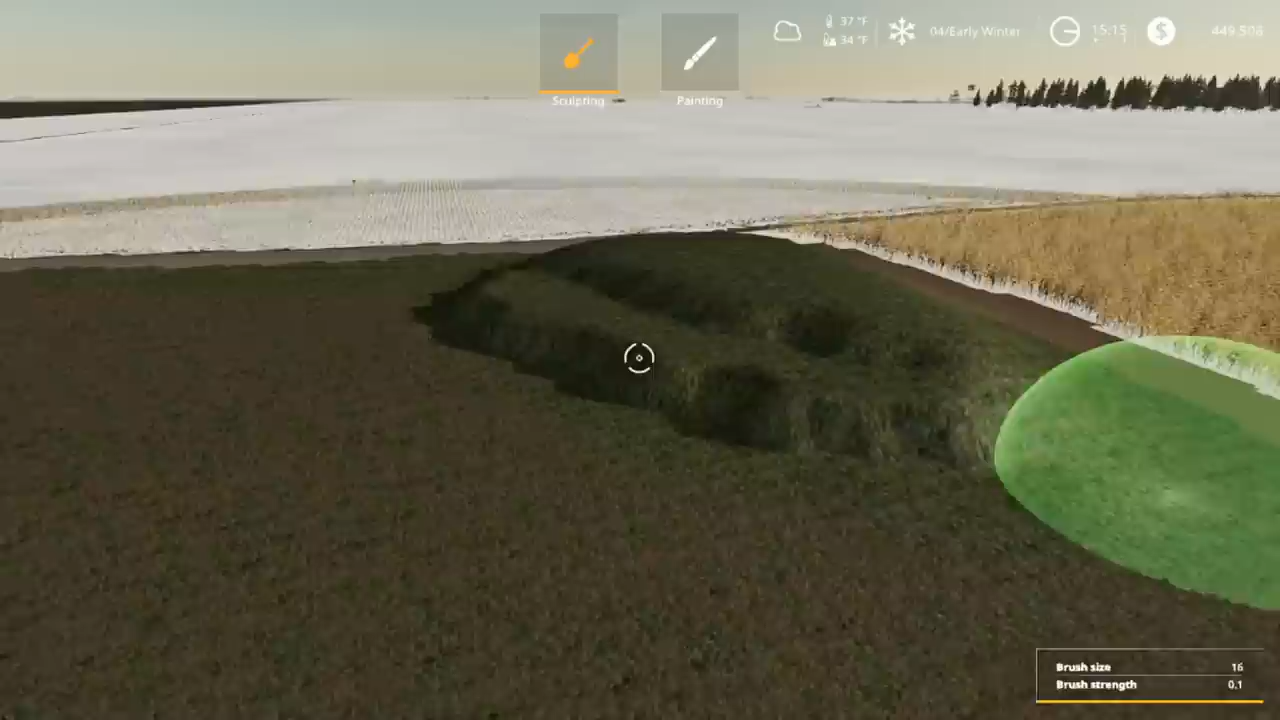 37 °F
34 °F
04/Early Winter
15:15
$
449,506
Sculpting
Painting
Brush size 16
Brush strength 0.1